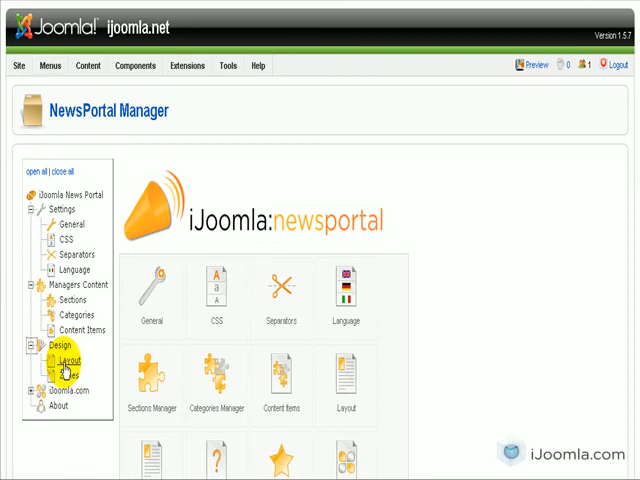 Joomla! ijoomla.net
Version 1.5.7
Site Menus Content Components Extensions Tools Help Preview 0 1 Logout
NewsPortal Manager
open all | close all
iJoomla News Portal
Settings
General
CSS
Separators
Language
Managers Content
Sections
Categories
Content Items
Design
Layout
iJoomla.com
About
iJoomla:newsportal
General CSS Separators Language
Sections Manager Categories Manager Content Items Layout
iJoomla.com